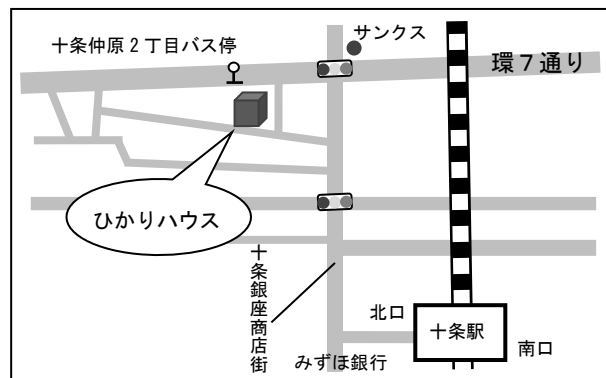 サンクス
十条仲原2丁目バス停
環7通り
ひかりハウス
十条銀座商店街
北口
十条駅
南口
みずほ銀行